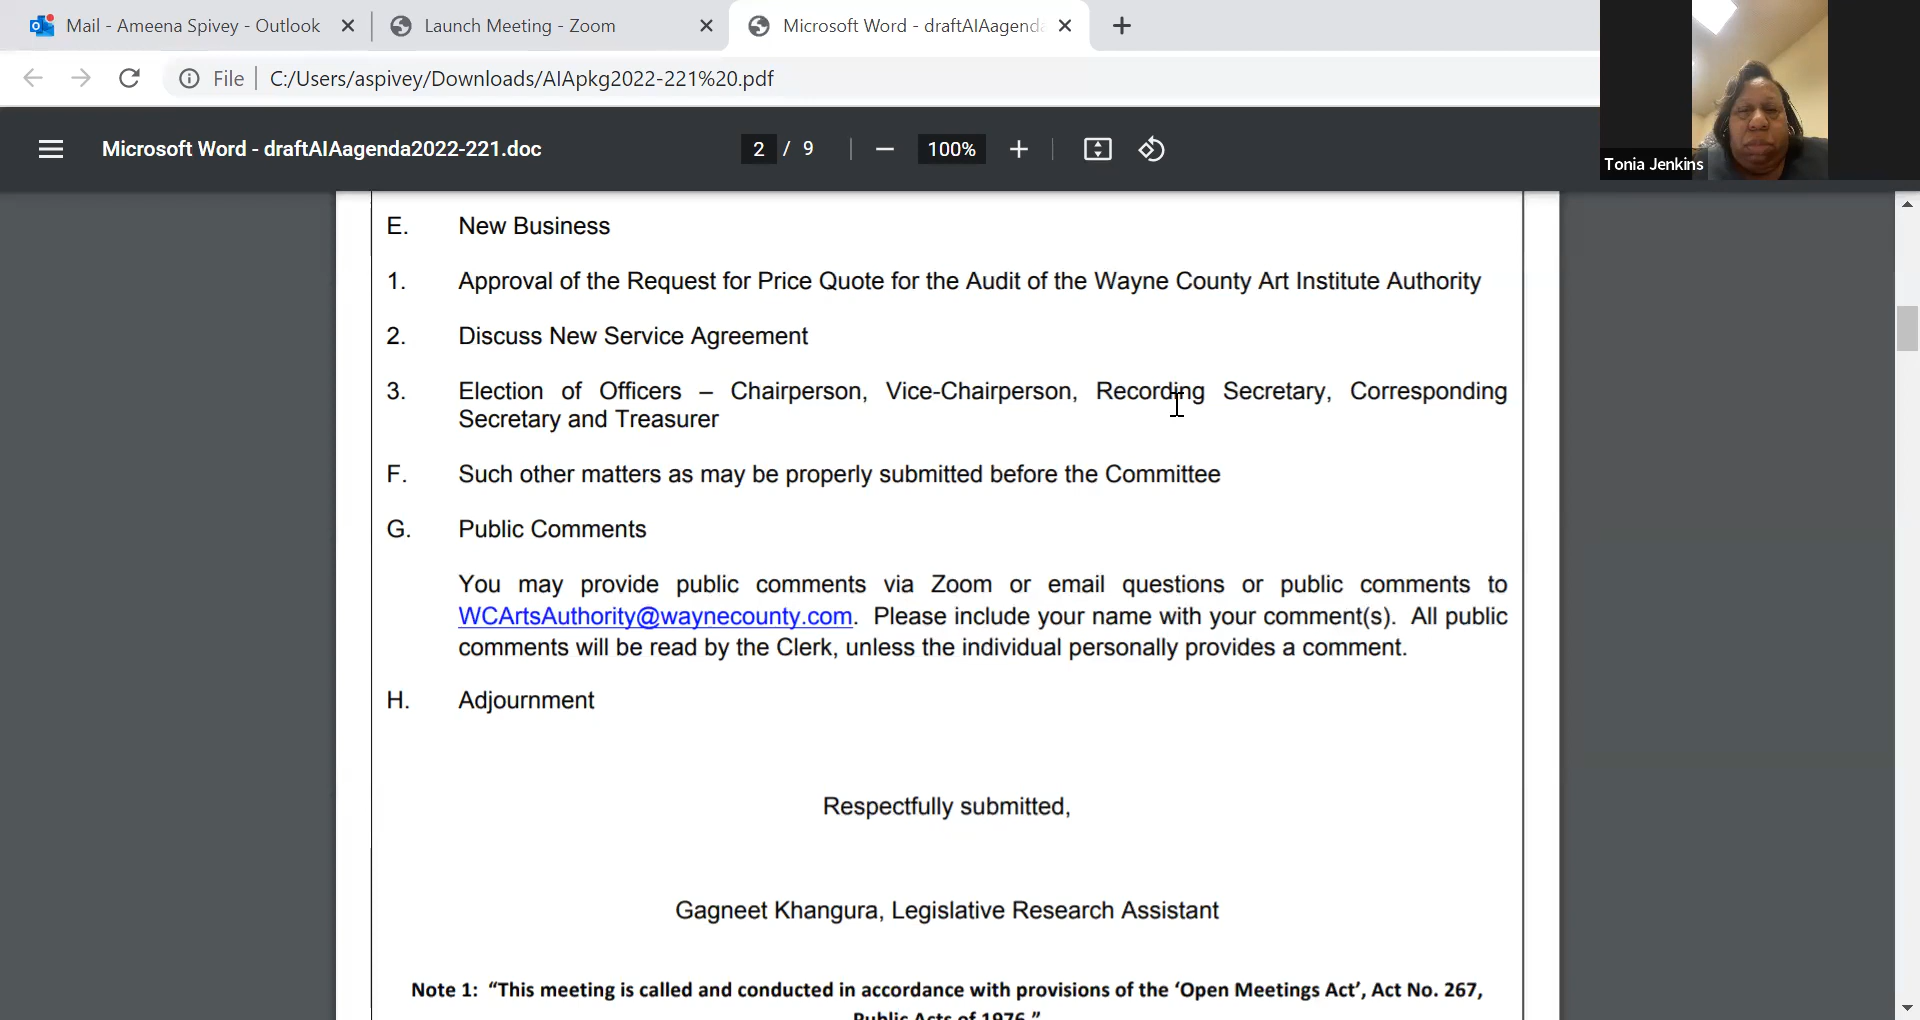 Mail - Ameena Spivey - Outlook
Launch Meeting - Zoom
Microsoft Word - draftAIAagenda
File
C:/Users/aspivey/Downloads/AIApkg2022-221%20.pdf
Microsoft Word - draftAIAagenda2022-221.doc
2 / 9
100%
Tonia Jenkins
E. New Business
1. Approval of the Request for Price Quote for the Audit of the Wayne County Art Institute Authority
2. Discuss New Service Agreement
3. Election of Officers – Chairperson, Vice-Chairperson, Recording Secretary, Corresponding
Secretary and Treasurer
F. Such other matters as may be properly submitted before the Committee
G. Public Comments
You may provide public comments via Zoom or email questions or public comments to
WCArtsAuthority@waynecounty.com. Please include your name with your comment(s). All public
comments will be read by the Clerk, unless the individual personally provides a comment.
H. Adjournment
Respectfully submitted,
Gagneet Khangura, Legislative Research Assistant
Note 1: “This meeting is called and conducted in accordance with provisions of the ‘Open Meetings Act’, Act No. 267,
Public Acts of 1976.”